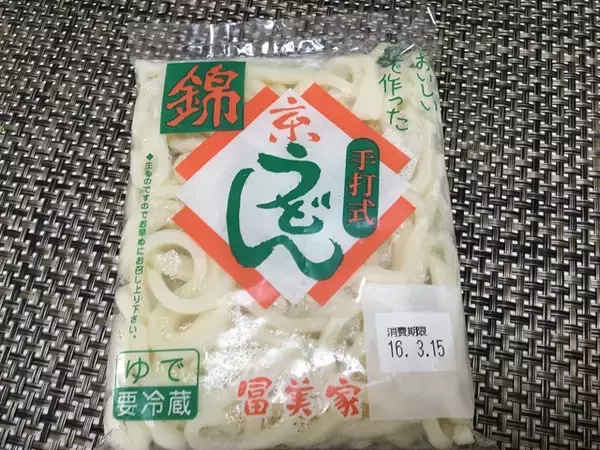 おいしい
で作った
錦
京
うどん
手打式
◆生ものですのでお早めにお召し上り下さい。
消費期限
16. 3.15
ゆで
要冷蔵
冨美家